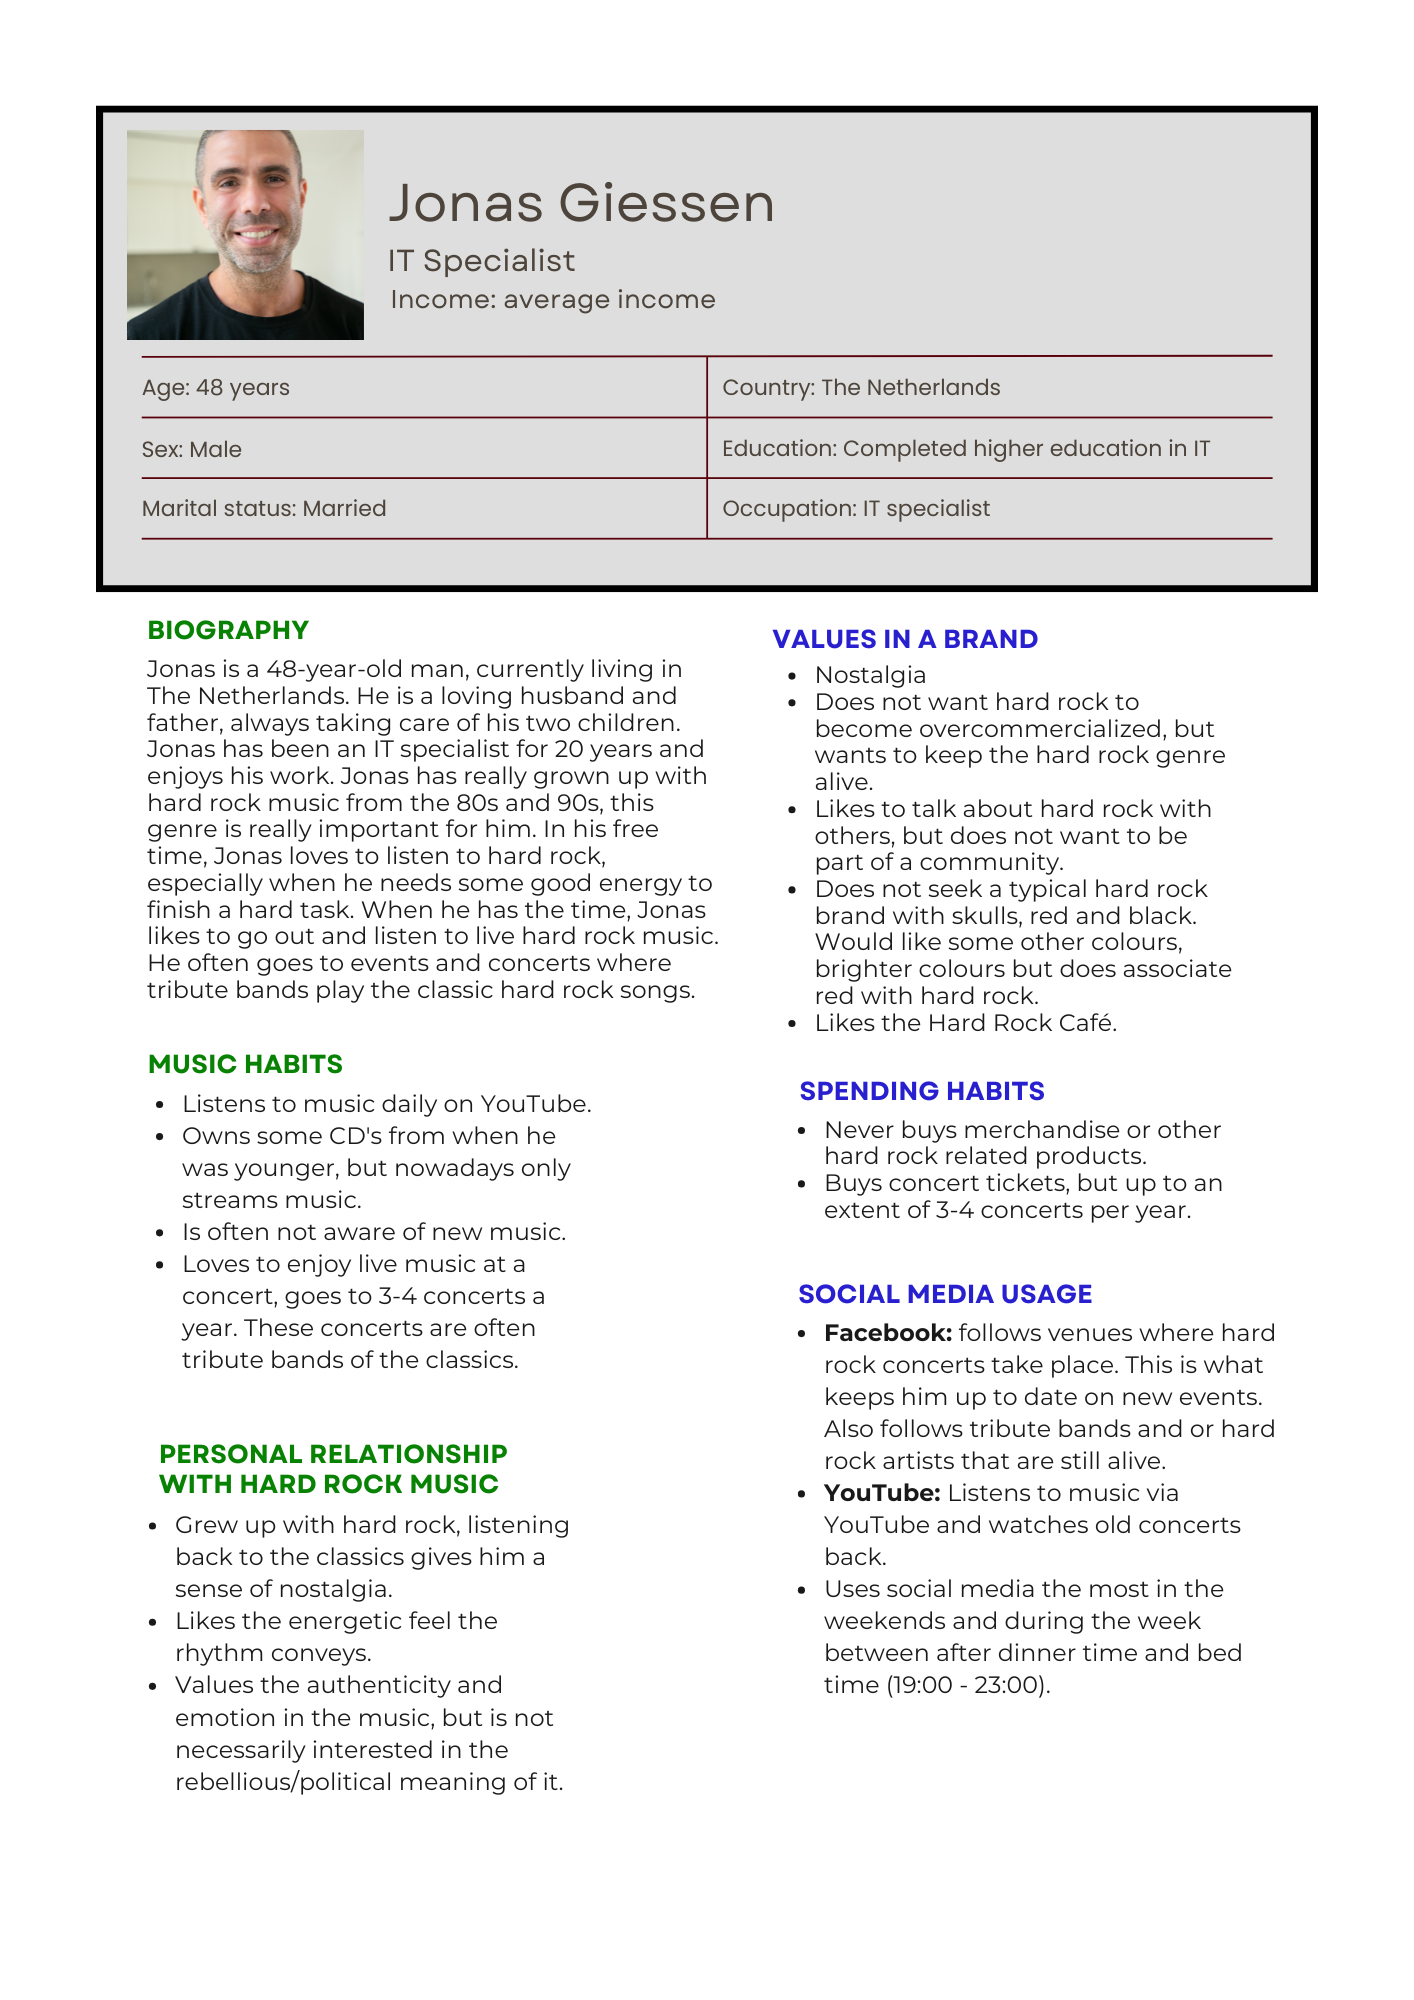 Jonas Giessen
IT Specialist
Income: average income
Age: 48 years
Country: The Netherlands
Sex: Male
Education: Completed higher education in IT
Marital status: Married
Occupation: IT specialist
BIOGRAPHY
Jonas is a 48-year-old man, currently living in
The Netherlands. He is a loving husband and
father, always taking care of his two children.
Jonas has been an IT specialist for 20 years and
enjoys his work. Jonas has really grown up with
hard rock music from the 80s and 90s, this
genre is really important for him. In his free
time, Jonas loves to listen to hard rock,
especially when he needs some good energy to
finish a hard task. When he has the time, Jonas
likes to go out and listen to live hard rock music.
He often goes to events and concerts where
tribute bands play the classic hard rock songs.
MUSIC HABITS
• Listens to music daily on YouTube.
• Owns some CD's from when he
was younger, but nowadays only
streams music.
• Is often not aware of new music.
• Loves to enjoy live music at a
concert, goes to 3-4 concerts a
year. These concerts are often
tribute bands of the classics.
PERSONAL RELATIONSHIP
WITH HARD ROCK MUSIC
• Grew up with hard rock, listening
back to the classics gives him a
sense of nostalgia.
• Likes the energetic feel the
rhythm conveys.
• Values the authenticity and
emotion in the music, but is not
necessarily interested in the
rebellious/political meaning of it.
VALUES IN A BRAND
• Nostalgia
• Does not want hard rock to
become overcommercialized, but
wants to keep the hard rock genre
alive.
• Likes to talk about hard rock with
others, but does not want to be
part of a community.
• Does not seek a typical hard rock
brand with skulls, red and black.
Would like some other colours,
brighter colours but does associate
red with hard rock.
• Likes the Hard Rock Café.
SPENDING HABITS
• Never buys merchandise or other
hard rock related products.
• Buys concert tickets, but up to an
extent of 3-4 concerts per year.
SOCIAL MEDIA USAGE
• Facebook: follows venues where hard
rock concerts take place. This is what
keeps him up to date on new events.
Also follows tribute bands and or hard
rock artists that are still alive.
• YouTube: Listens to music via
YouTube and watches old concerts
back.
• Uses social media the most in the
weekends and during the week
between after dinner time and bed
time (19:00 - 23:00).